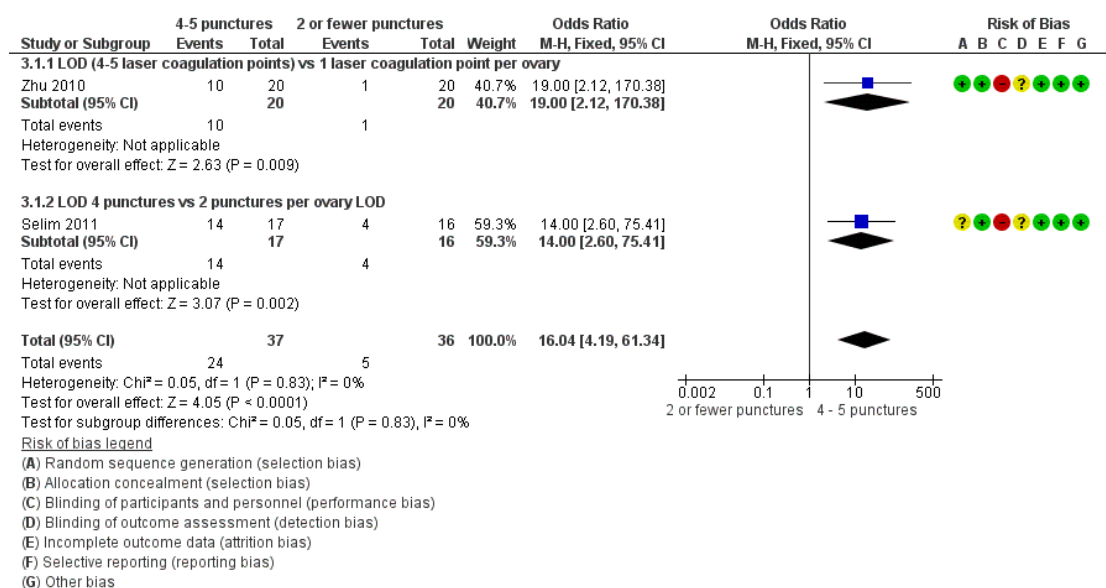 4-5 punctures 2 or fewer punctures Odds Ratio Odds Ratio Risk of Bias
Study or Subgroup Events Total Events Total Weight M-H, Fixed, 95% CI M-H, Fixed, 95% CI A B C D E F G
3.1.1 LOD (4-5 laser coagulation points) vs 1 laser coagulation point per ovary
Zhu 2010 10 20 1 20 40.7% 19.00 [2.12, 170.38] + + - ? + + +
Subtotal (95% CI) 20 20 40.7% 19.00 [2.12, 170.38]
Total events 10 1
Heterogeneity: Not applicable
Test for overall effect: Z = 2.63 (P = 0.009)
3.1.2 LOD 4 punctures vs 2 punctures per ovary LOD
Selim 2011 14 17 4 16 59.3% 14.00 [2.60, 75.41] ? + - ? + + +
Subtotal (95% CI) 17 16 59.3% 14.00 [2.60, 75.41]
Total events 14 4
Heterogeneity: Not applicable
Test for overall effect: Z = 3.07 (P = 0.002)
Total (95% CI) 37 36 100.0% 16.04 [4.19, 61.34]
Total events 24 5
Heterogeneity: Chi² = 0.05, df = 1 (P = 0.83); I² = 0%
Test for overall effect: Z = 4.05 (P < 0.0001)
Test for subgroup differences: Chi² = 0.05, df = 1 (P = 0.83), I² = 0%
0.002 0.1 1 10 500
2 or fewer punctures 4 - 5 punctures
Risk of bias legend
(A) Random sequence generation (selection bias)
(B) Allocation concealment (selection bias)
(C) Blinding of participants and personnel (performance bias)
(D) Blinding of outcome assessment (detection bias)
(E) Incomplete outcome data (attrition bias)
(F) Selective reporting (reporting bias)
(G) Other bias